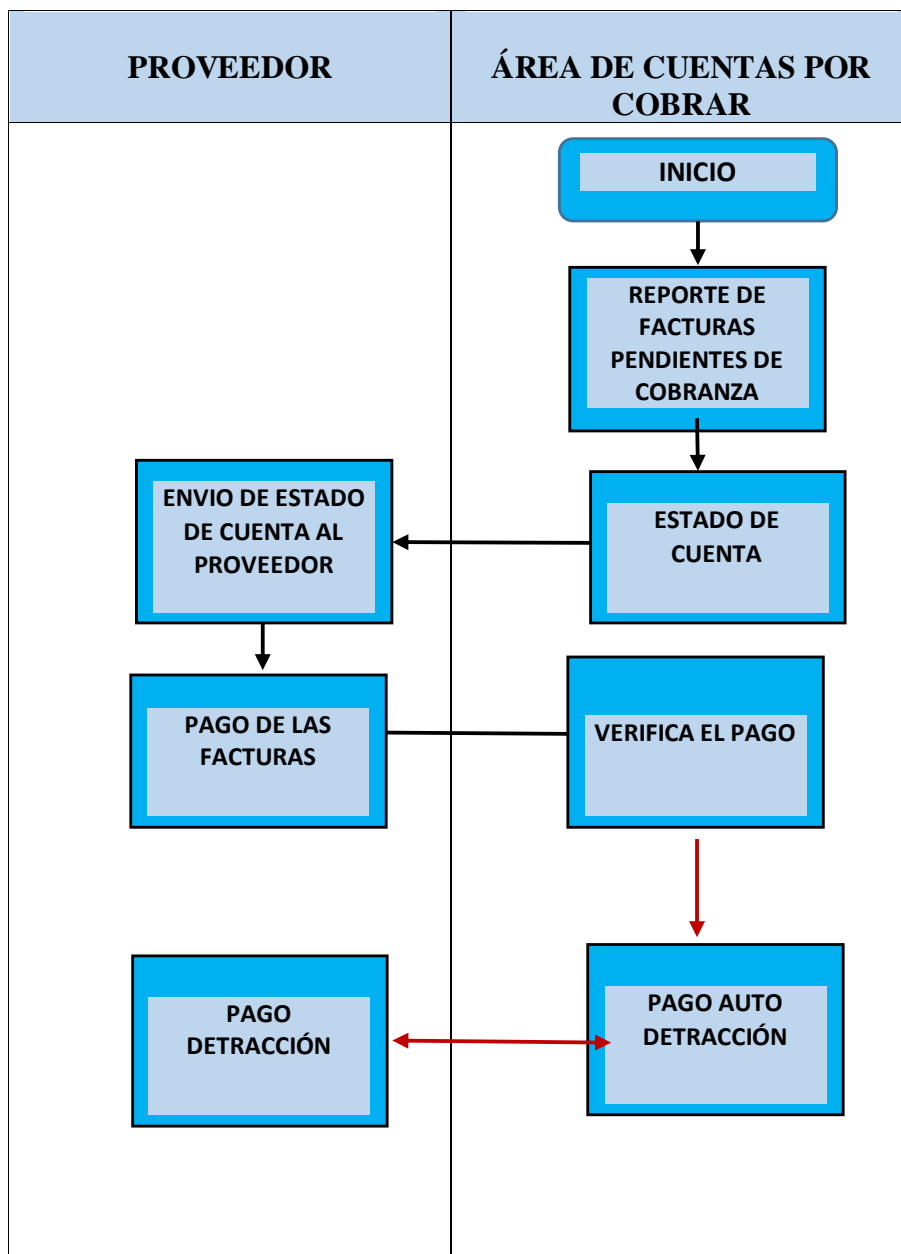 PROVEEDOR
ÁREA DE CUENTAS POR
COBRAR
INICIO
REPORTE DE
FACTURAS
PENDIENTES DE
COBRANZA
ENVIO DE ESTADO
DE CUENTA AL
PROVEEDOR
ESTADO DE
CUENTA
PAGO DE LAS
FACTURAS
VERIFICA EL PAGO
PAGO
DETRACCIÓN
PAGO AUTO
DETRACCIÓN